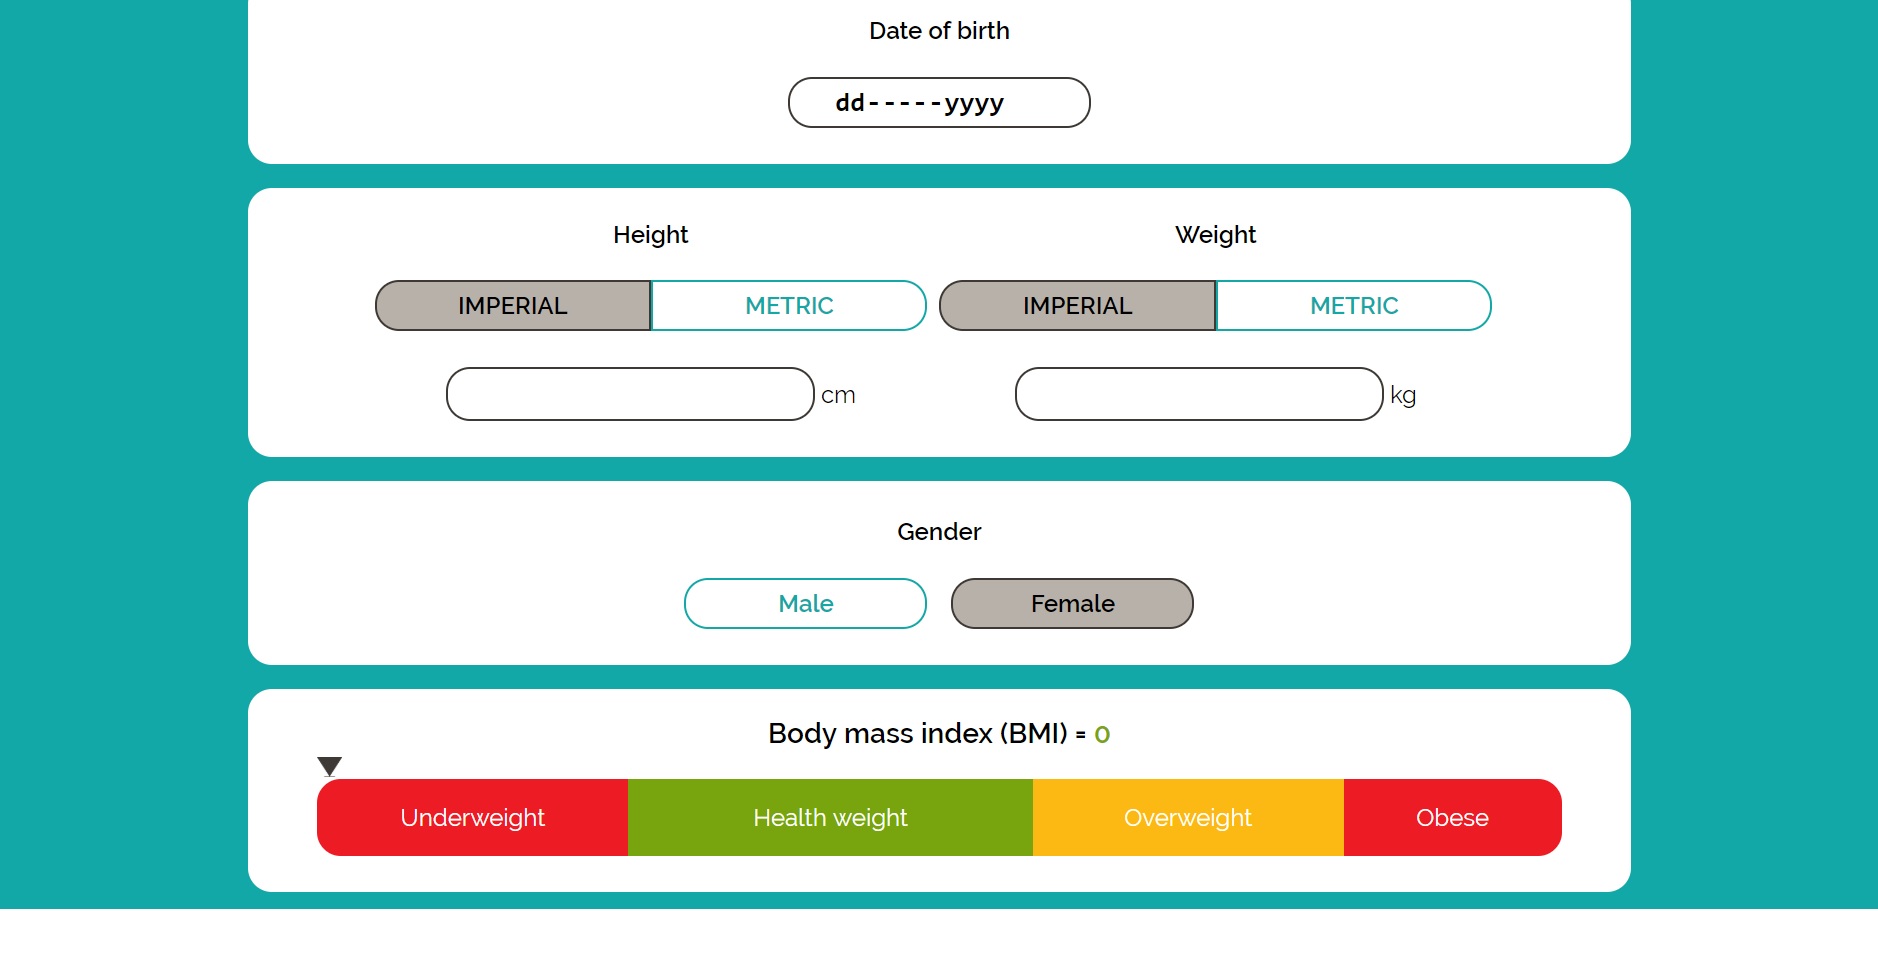 Date of birth
dd-----yyyy
Height Weight
IMPERIAL METRIC IMPERIAL METRIC
cm kg
Gender
Male Female
Body mass index (BMI) = 0
Underweight Health weight Overweight Obese